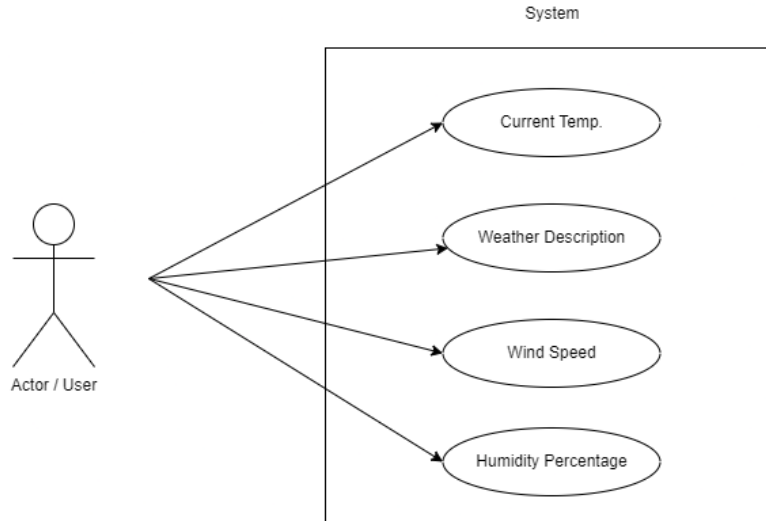 System
Current Temp.
Weather Description
Wind Speed
Actor / User
Humidity Percentage